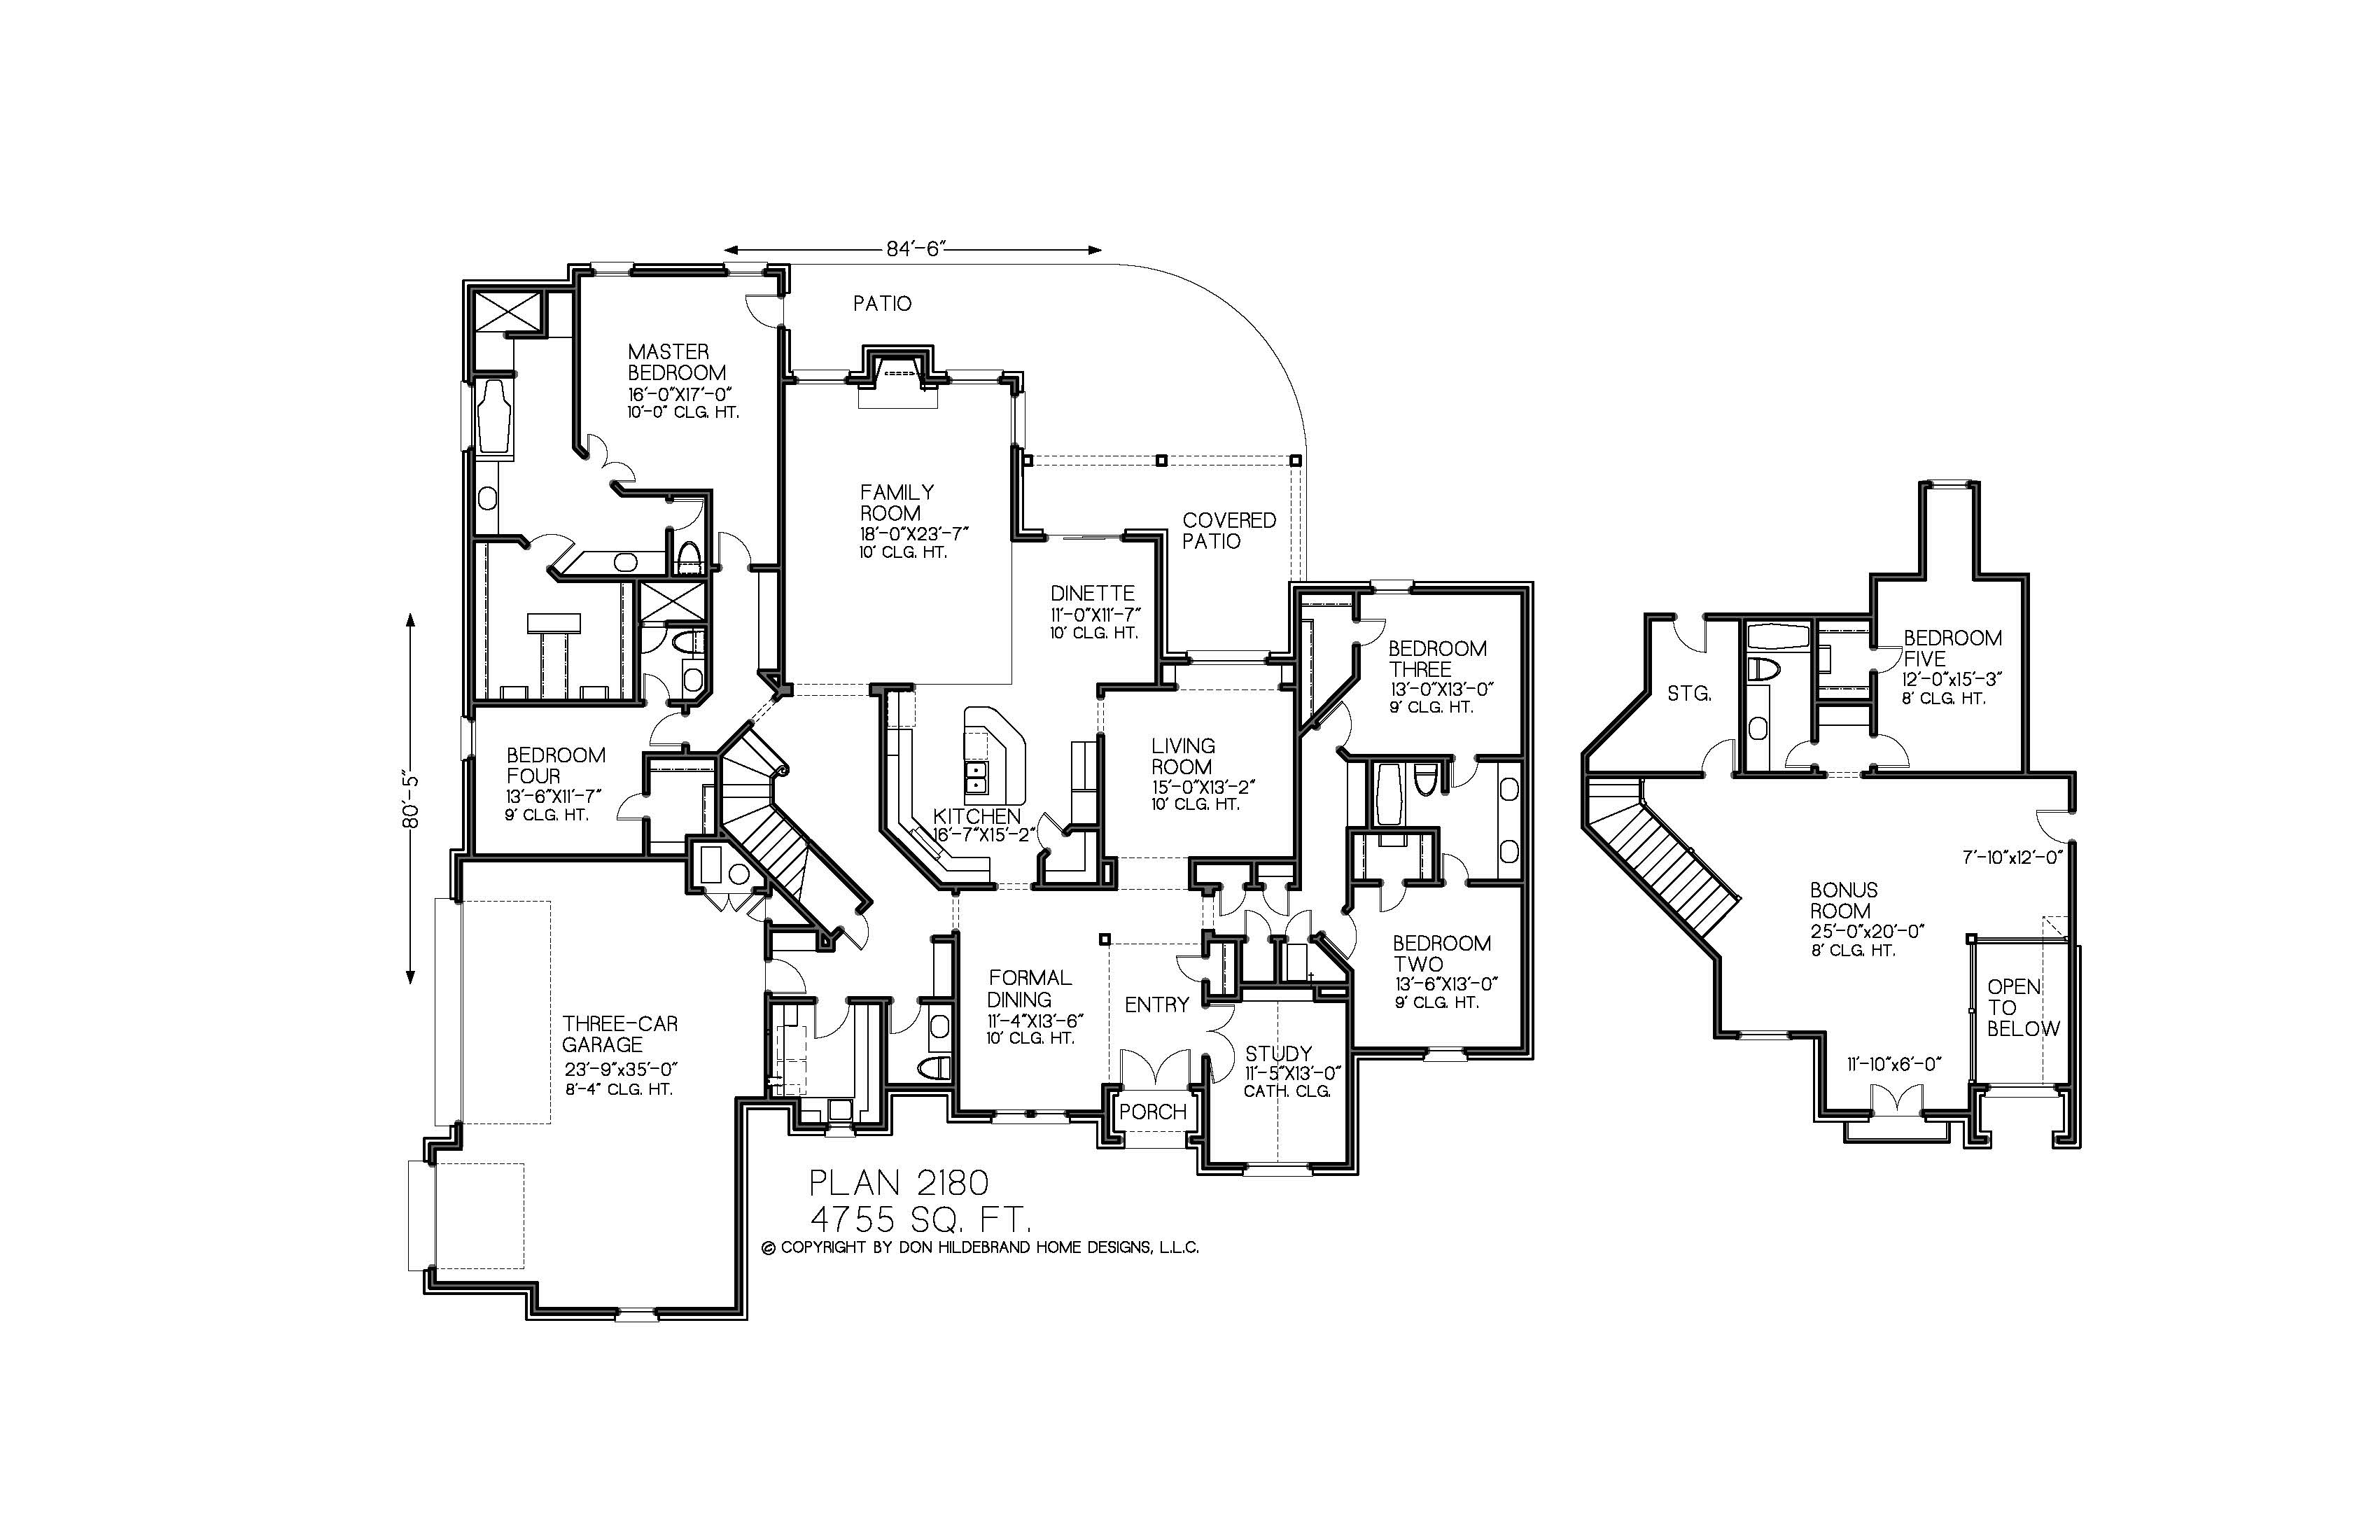 84'-6"
PATIO
MASTER
BEDROOM
16'-0"X17'-0"
10'-0" CLG. HT.
FAMILY
ROOM
18'-0"X23'-7"
10' CLG. HT.
COVERED
PATIO
DINETTE
11'-0"X11'-7"
10' CLG. HT.
BEDROOM
THREE
13'-0"X13'-0"
9' CLG. HT.
BEDROOM
FOUR
13'-6"X11'-7"
9' CLG. HT.
80'-5"
KITCHEN
16'-7"X15'-2"
LIVING
ROOM
15'-0"X13'-2"
10' CLG. HT.
BEDROOM
TWO
13'-6"X13'-0"
9' CLG. HT.
FORMAL
DINING
11'-4"X13'-6"
10' CLG. HT.
ENTRY
THREE-CAR
GARAGE
23'-9"x35'-0"
8'-4" CLG. HT.
STUDY
11'-5"X13'-0"
CATH. CLG.
PORCH
PLAN 2180
4755 SQ. FT.
© COPYRIGHT BY DON HILDEBRAND HOME DESIGNS, L.L.C.
BEDROOM
FIVE
12'-0"x15'-3"
8' CLG. HT.
STG.
7'-10"x12'-0"
BONUS
ROOM
25'-0"x20'-0"
8' CLG. HT.
OPEN
TO
BELOW
11'-10"x6'-0"